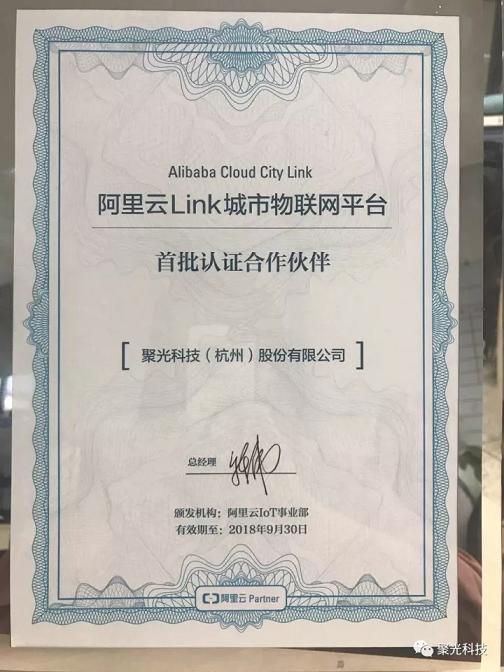 Alibaba Cloud City Link
阿里云Link城市物联网平台
首批认证合作伙伴
[ 聚光科技（杭州）股份有限公司 ]
总经理
颁发机构：阿里云IoT事业部
有效期至：2018年9月30日
阿里云 Partner
聚光科技